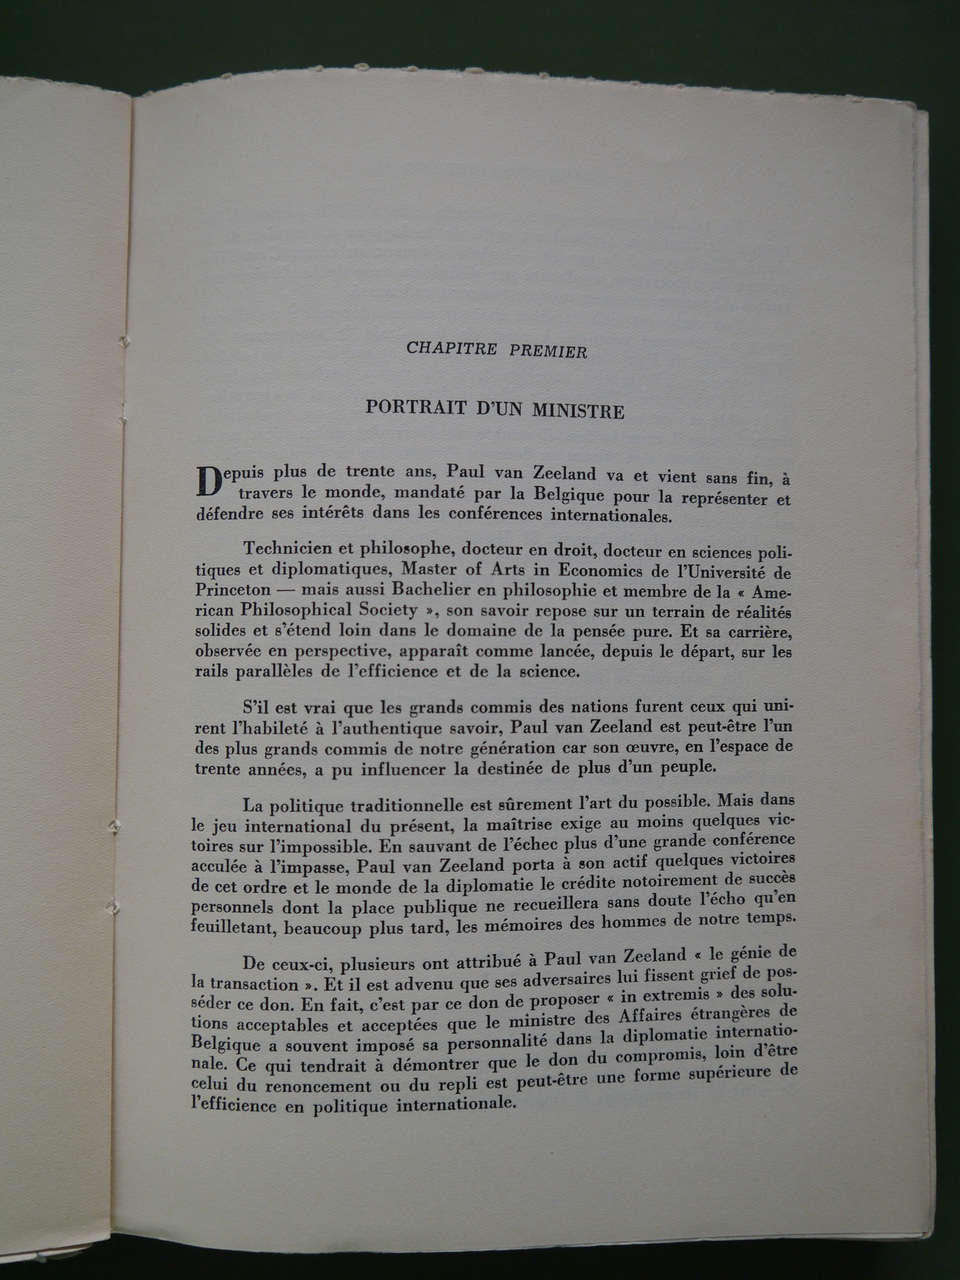 CHAPITRE PREMIER
PORTRAIT D'UN MINISTRE
Depuis plus de trente ans, Paul van Zeeland va et vient sans fin, à
travers le monde, mandaté par la Belgique pour la représenter et
défendre ses intérêts dans les conférences internationales.
Technicien et philosophe, docteur en droit, docteur en sciences poli-
tiques et diplomatiques, Master of Arts in Economics de l'Université de
Princeton — mais aussi Bachelier en philosophie et membre de la « Ame-
rican Philosophical Society », son savoir repose sur un terrain de réalités
solides et s'étend loin dans le domaine de la pensée pure. Et sa carrière,
observée en perspective, apparaît comme lancée, depuis le départ, sur les
rails parallèles de l'efficience et de la science.
S'il est vrai que les grands commis des nations furent ceux qui uni-
rent l'habileté à l'authentique savoir, Paul van Zeeland est peut-être l'un
des plus grands commis de notre génération car son œuvre, en l'espace de
trente années, a pu influencer la destinée de plus d'un peuple.
La politique traditionnelle est sûrement l'art du possible. Mais dans
le jeu international du présent, la maîtrise exige au moins quelques vic-
toires sur l'impossible. En sauvant de l'échec plus d'une grande conférence
acculée à l'impasse, Paul van Zeeland porta à son actif quelques victoires
de cet ordre et le monde de la diplomatie le crédite notoirement de succès
personnels dont la place publique ne recueillera sans doute l'écho qu'en
feuilletant, beaucoup plus tard, les mémoires des hommes de notre temps.
De ceux-ci, plusieurs ont attribué à Paul van Zeeland « le génie de
la transaction ». Et il est advenu que ses adversaires lui fissent grief de pos-
séder ce don. En fait, c'est par ce don de proposer « in extremis » des solu-
tions acceptables et acceptées que le ministre des Affaires étrangères de
Belgique a souvent imposé sa personnalité dans la diplomatie internatio-
nale. Ce qui tendrait à démontrer que le don du compromis, loin d'être
celui du renoncement ou du repli est peut-être une forme supérieure de
l'efficience en politique internationale.